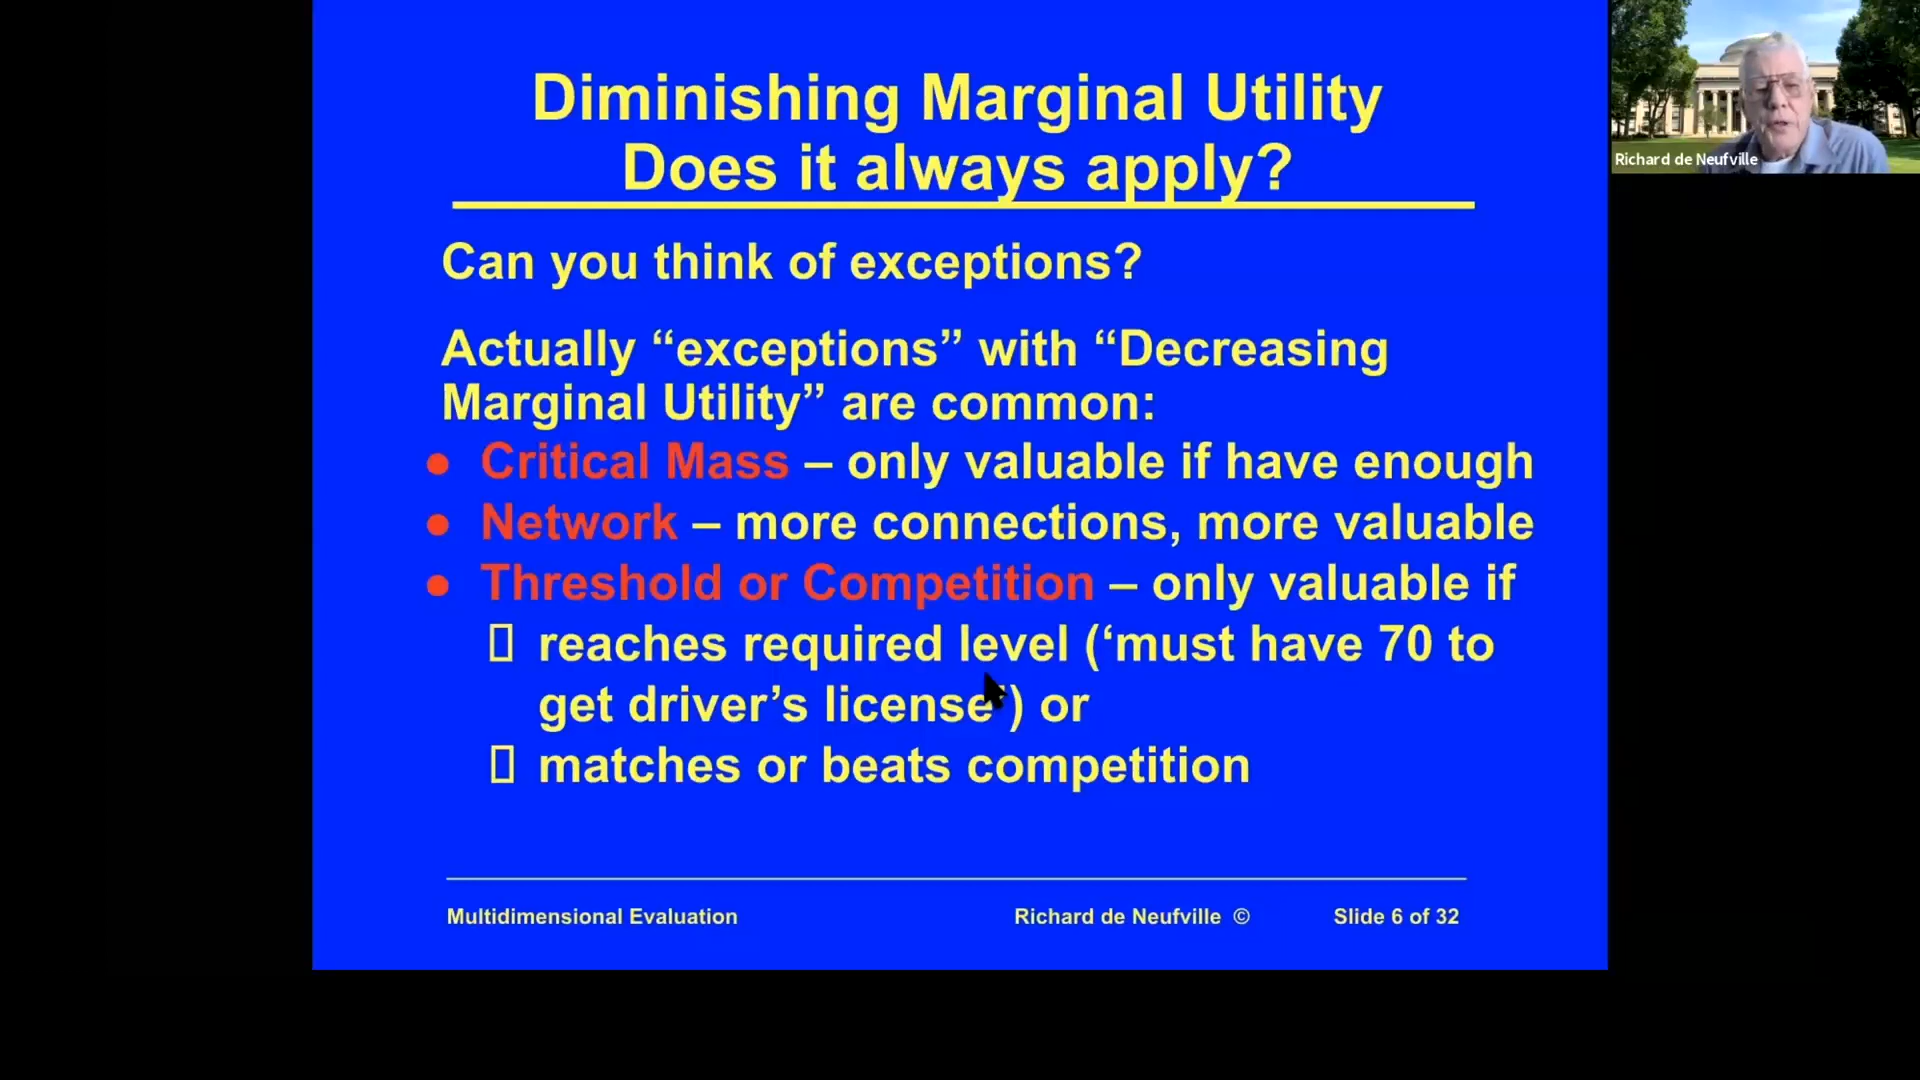 Diminishing Marginal Utility
Does it always apply?
Richard de Neufville
Can you think of exceptions?
Actually “exceptions” with “Decreasing
Marginal Utility” are common:
● Critical Mass – only valuable if have enough
● Network – more connections, more valuable
● Threshold or Competition – only valuable if
▯ reaches required level (‘must have 70 to
get driver’s license’) or
▯ matches or beats competition
Multidimensional Evaluation Richard de Neufville © Slide 6 of 32